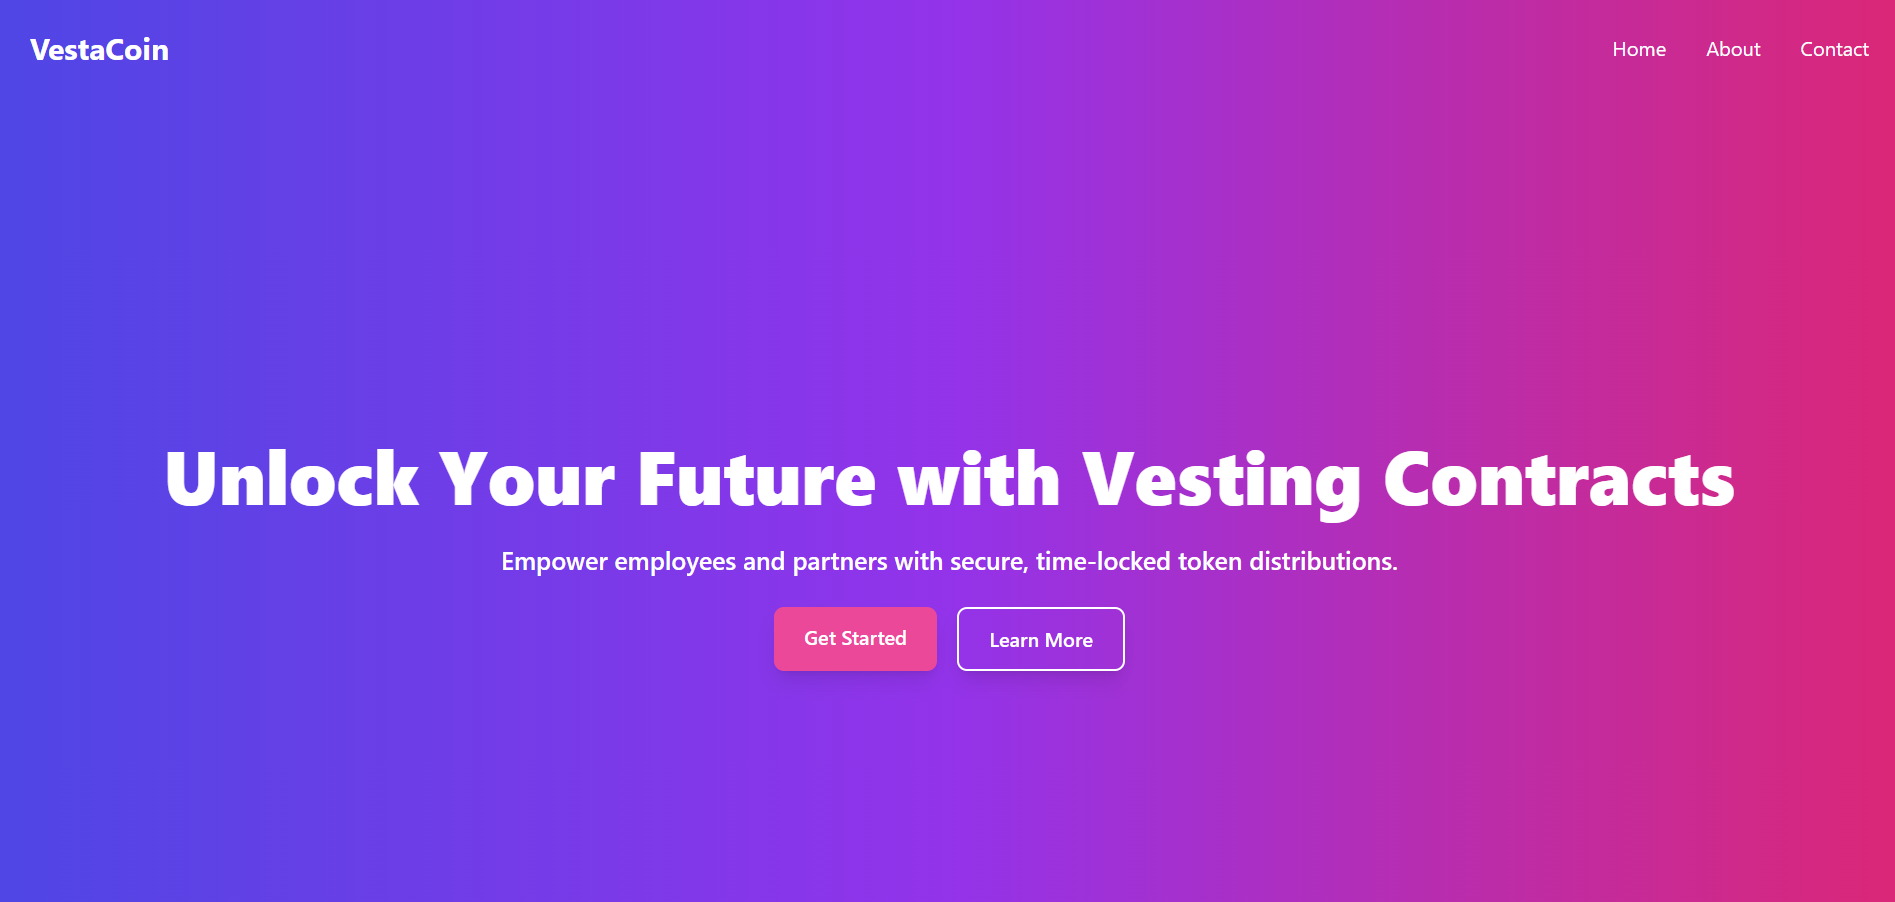 VestaCoin
Home
About
Contact
Unlock Your Future with Vesting Contracts
Empower employees and partners with secure, time-locked token distributions.
Get Started
Learn More